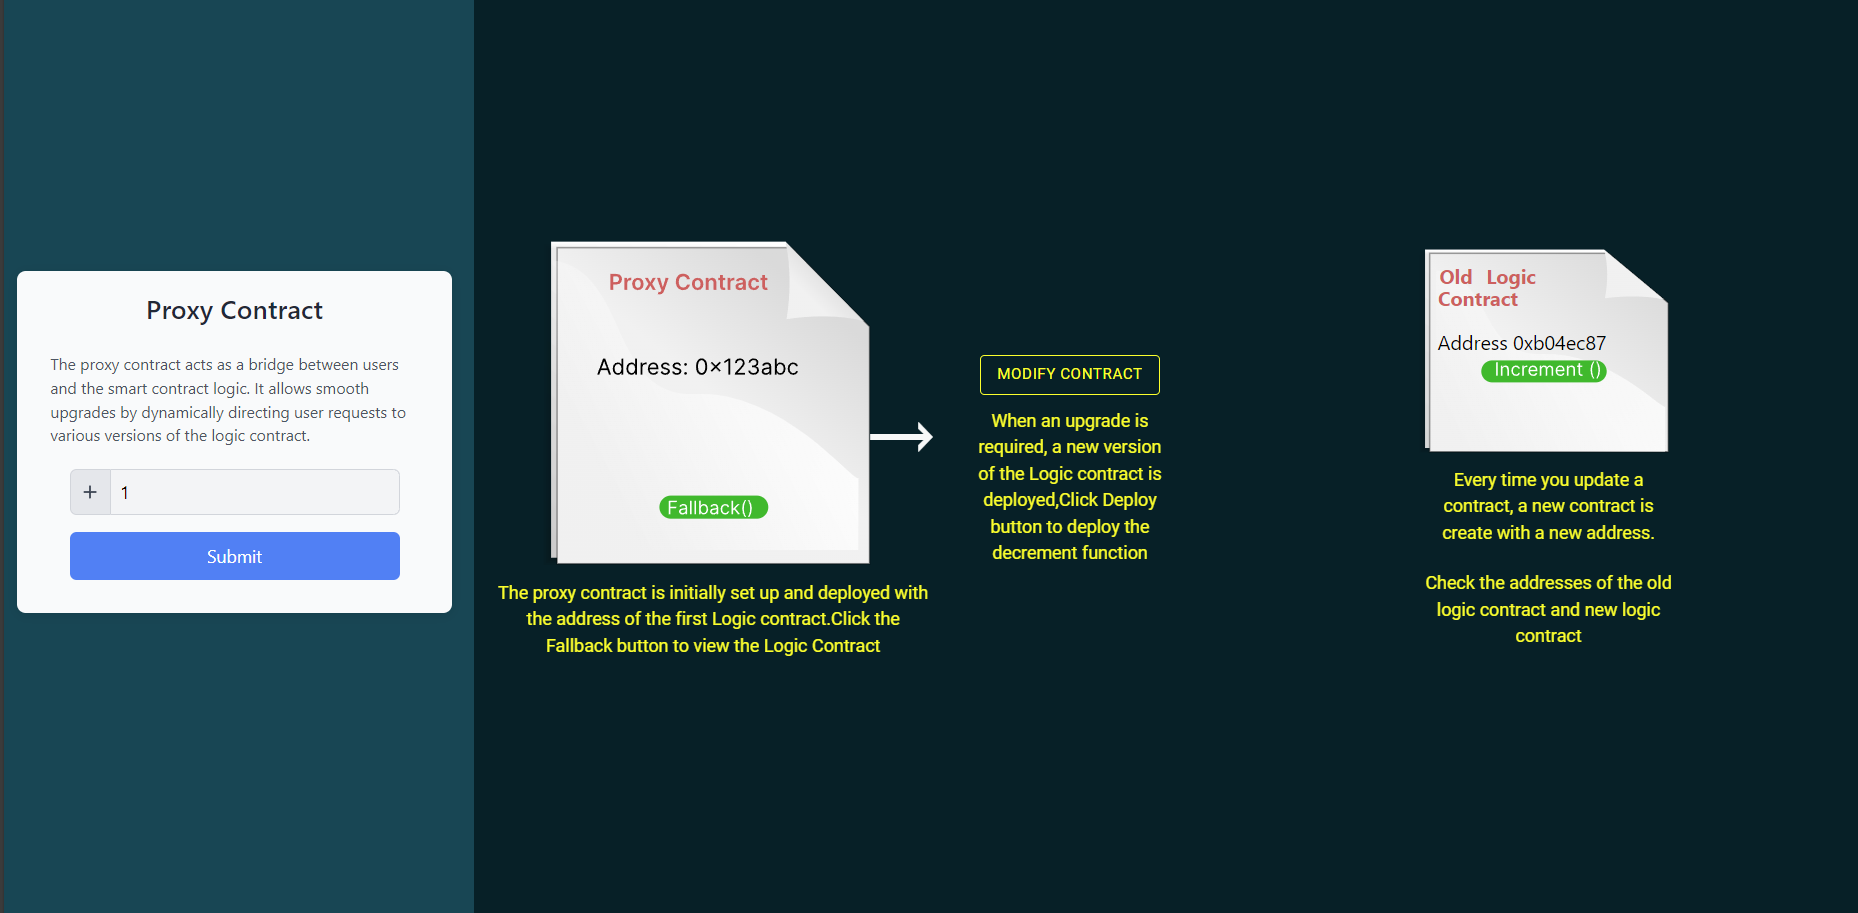 Proxy Contract
The proxy contract acts as a bridge between users
and the smart contract logic. It allows smooth
upgrades by dynamically directing user requests to
various versions of the logic contract.
+ 1
Submit
Proxy Contract
Address: 0×123abc
Fallback()
The proxy contract is initially set up and deployed with
the address of the first Logic contract.Click the
Fallback button to view the Logic Contract
MODIFY CONTRACT
When an upgrade is
required, a new version
of the Logic contract is
deployed,Click Deploy
button to deploy the
decrement function
Old Logic
Contract
Address 0xb04ec87
Increment ()
Every time you update a
contract, a new contract is
create with a new address.
Check the addresses of the old
logic contract and new logic
contract